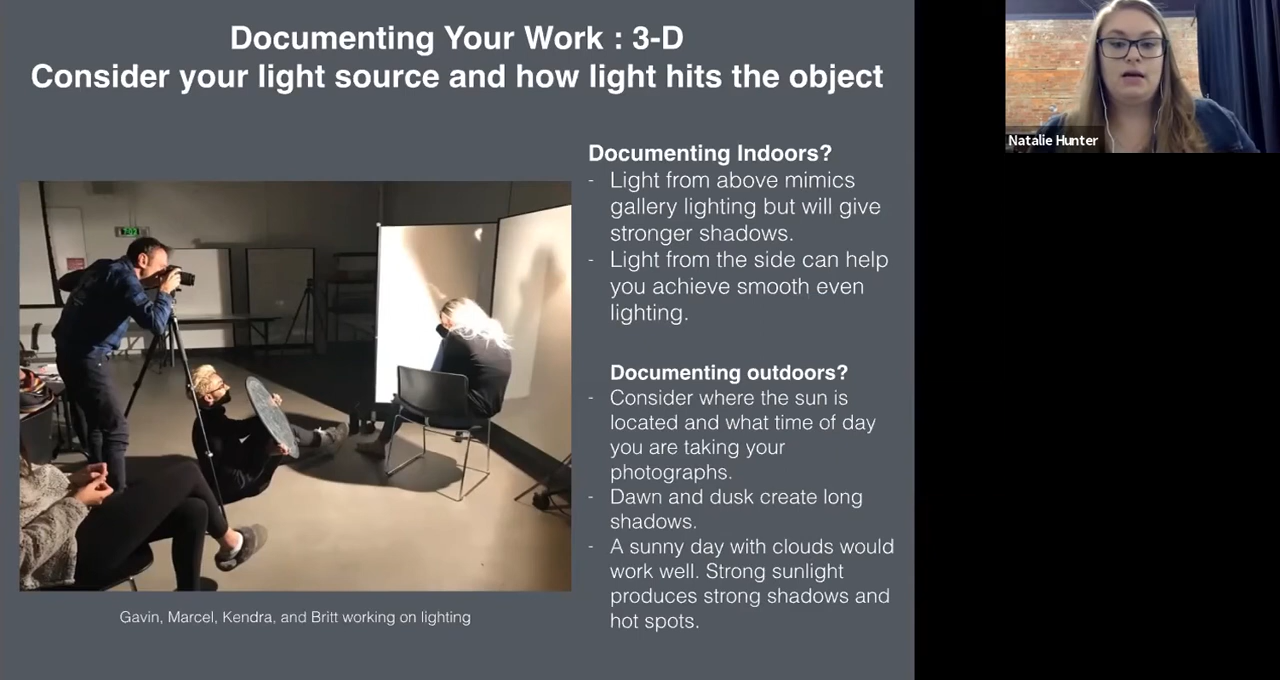 Documenting Your Work : 3-D
Consider your light source and how light hits the object
Documenting Indoors?
- Light from above mimics
gallery lighting but will give
stronger shadows.
- Light from the side can help
you achieve smooth even
lighting.
Documenting outdoors?
- Consider where the sun is
located and what time of day
you are taking your
photographs.
- Dawn and dusk create long
shadows.
- A sunny day with clouds would
work well. Strong sunlight
produces strong shadows and
hot spots.
Gavin, Marcel, Kendra, and Britt working on lighting
Natalie Hunter